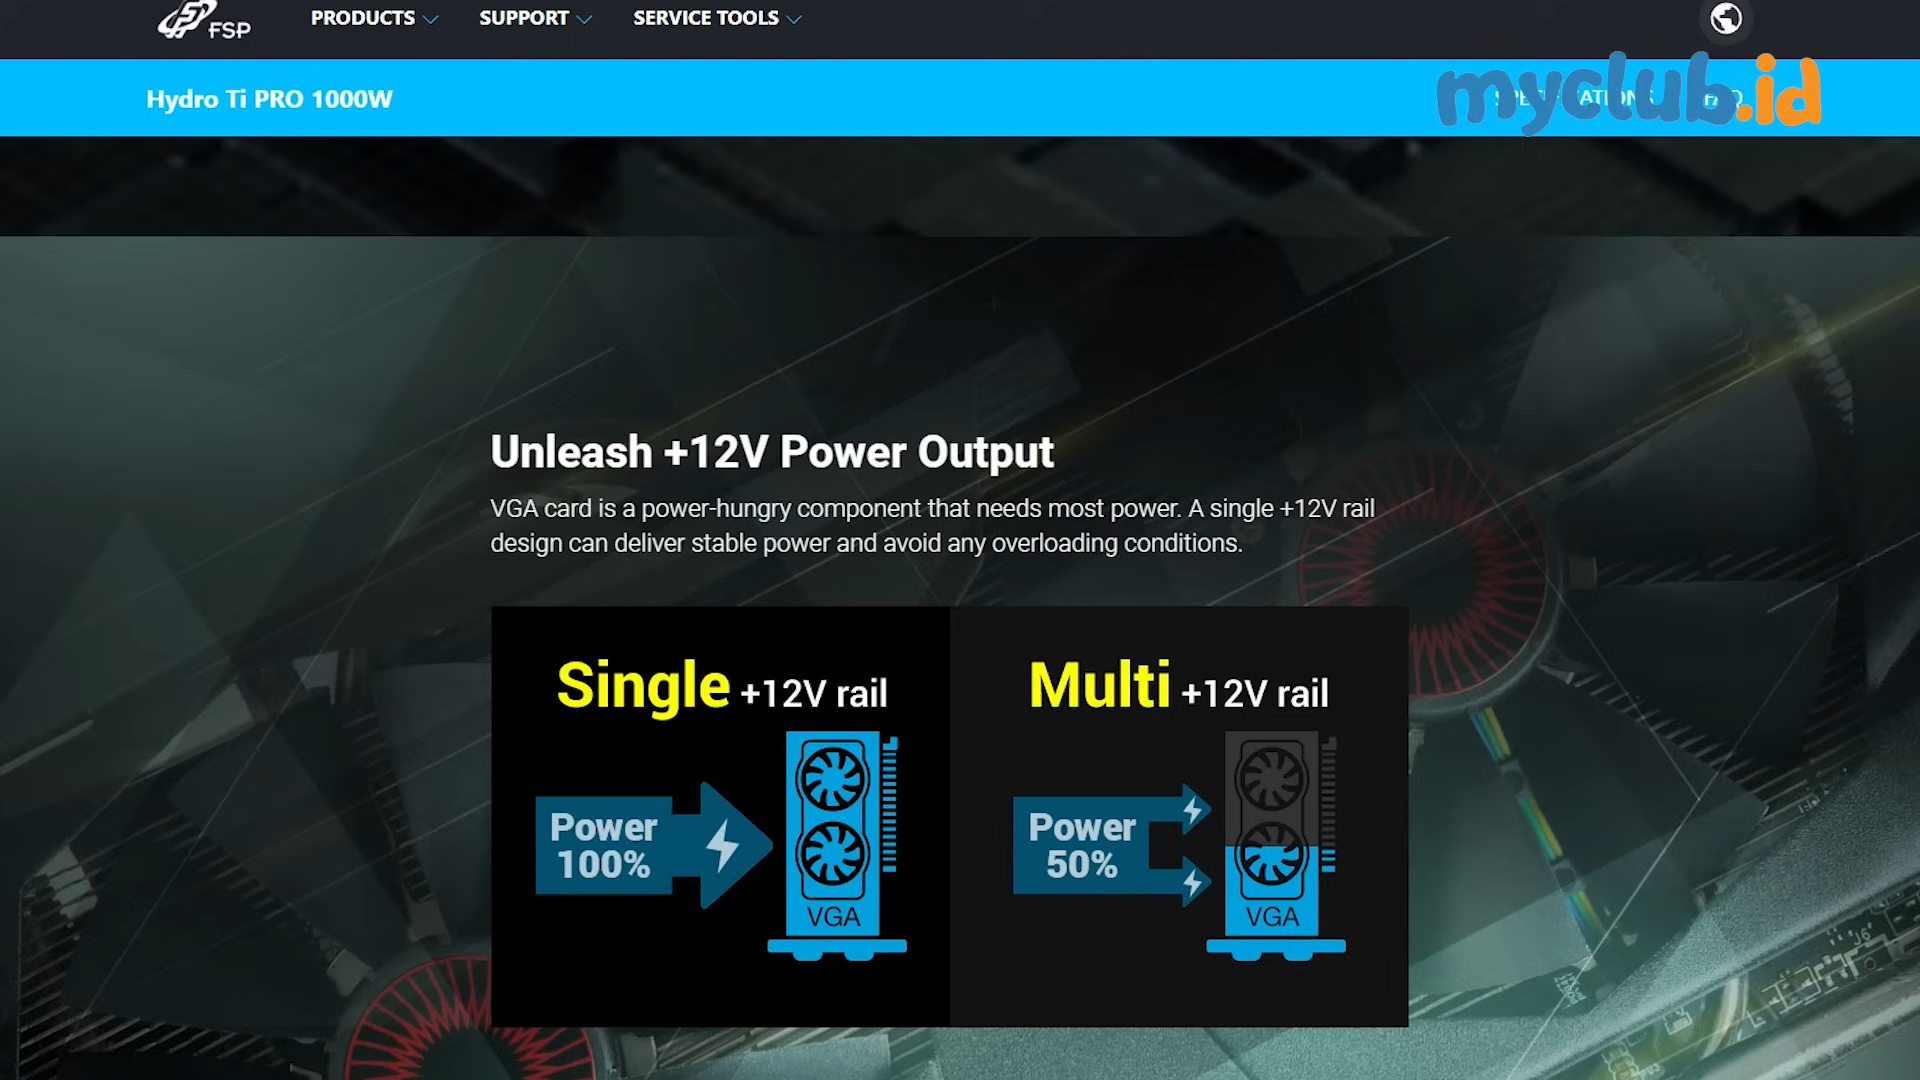 FSP
PRODUCTS
SUPPORT
SERVICE TOOLS
Hydro Ti PRO 1000W
myclub.id
Unleash +12V Power Output
VGA card is a power-hungry component that needs most power. A single +12V rail
design can deliver stable power and avoid any overloading conditions.
Single +12V rail
Power
100%
VGA
Multi +12V rail
Power
50%
VGA
J6